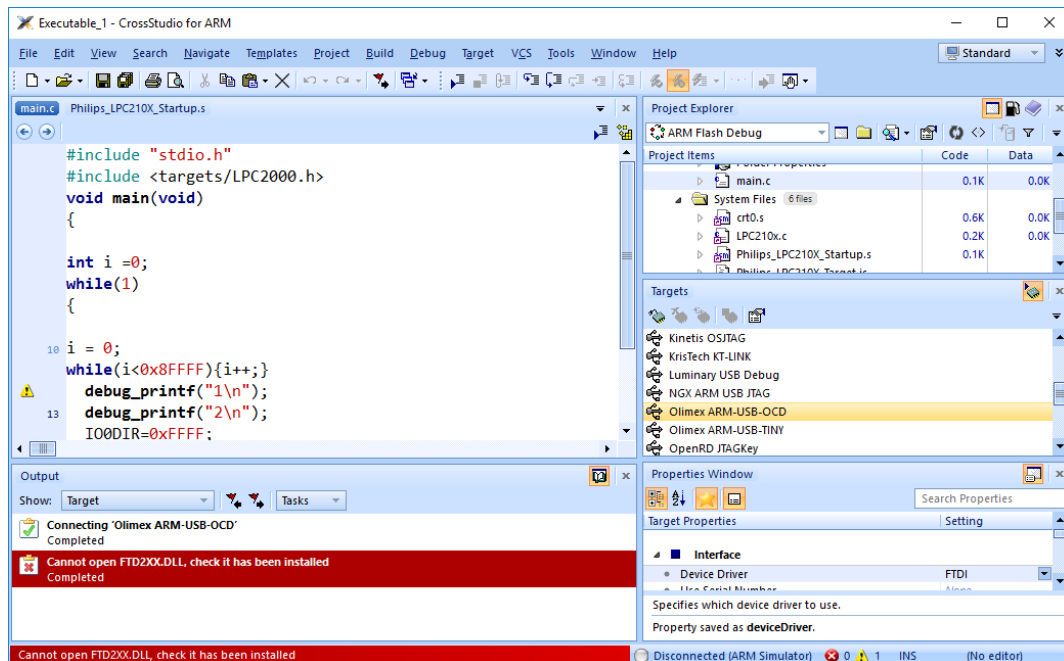 Executable_1 - CrossStudio for ARM
File Edit View Search Navigate Templates Project Build Debug Target VCS Tools Window Help
Standard
main.c Philips_LPC210X_Startup.s
#include "stdio.h"
#include <targets/LPC2000.h>
void main(void)
{
int i =0;
while(1)
{
10 i = 0;
while(i<0x8FFFF){i++;}
debug_printf("1\n");
13 debug_printf("2\n");
IO0DIR=0xFFFF;
Project Explorer
ARM Flash Debug
Project Items Code Data
Folder Properties
main.c 0.1K 0.0K
System Files 6 files
crt0.s 0.6K 0.0K
LPC210x.c 0.2K 0.0K
Philips_LPC210X_Startup.s 0.1K
Philips_LPC210X_Target.js
Targets
Kinetis OSJTAG
KrisTech KT-LINK
Luminary USB Debug
NGX ARM USB JTAG
Olimex ARM-USB-OCD
Olimex ARM-USB-TINY
OpenRD JTAGKey
Output
Show: Target Tasks
Connecting 'Olimex ARM-USB-OCD'
Completed
Cannot open FTD2XX.DLL, check it has been installed
Completed
Properties Window
Search Properties
Target Properties Setting
Interface
Device Driver FTDI
Use Serial Number None
Specifies which device driver to use.
Property saved as deviceDriver.
Cannot open FTD2XX.DLL, check it has been installed
Disconnected (ARM Simulator) 0 1 INS (No editor)